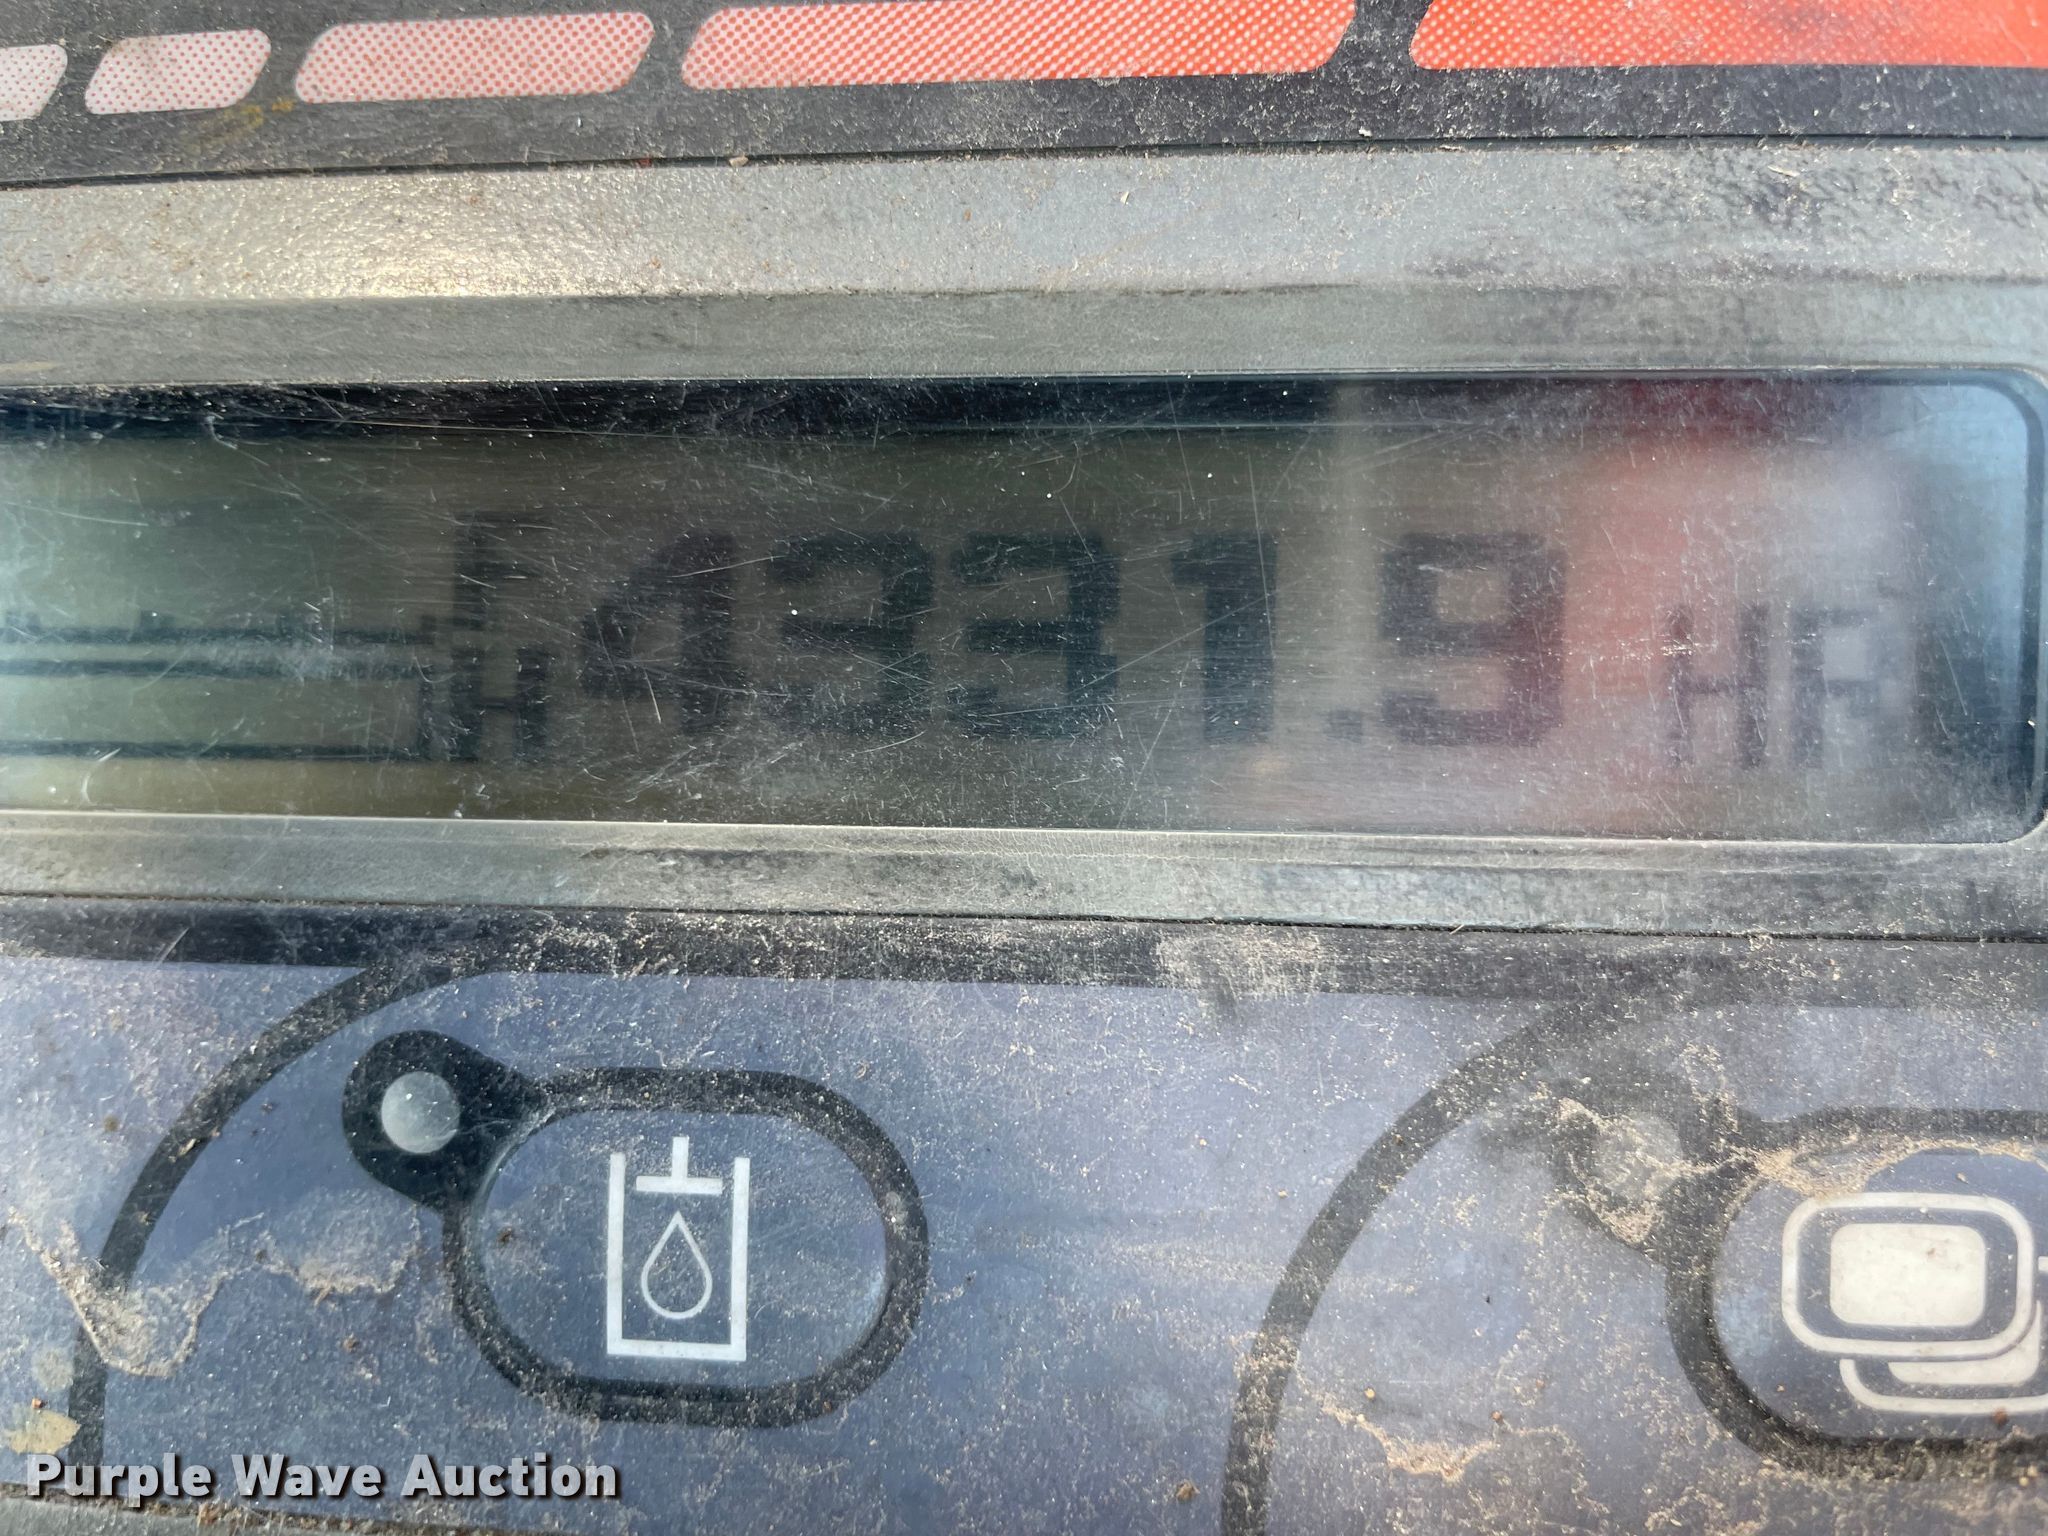 F
H 4331.9 HR
Purple Wave Auction